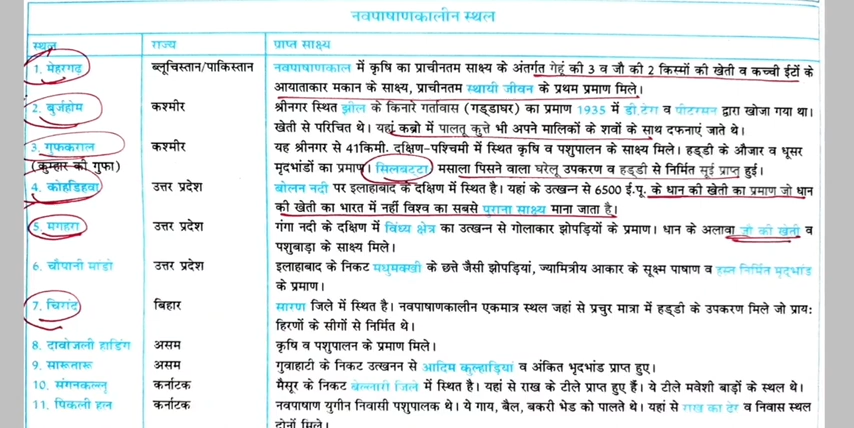 नवपाषाणकालीन स्थल
स्थल राज्य प्राप्त साक्ष्य
1. मेहरगढ़ ब्लूचिस्तान/पाकिस्तान नवपाषाणकाल में कृषि का प्राचीनतम साक्ष्य के अंतर्गत गेहूं की 3 व जौ की 2 किस्मों की खेती व कच्ची ईंटों के
आयाताकार मकान के साक्ष्य, प्राचीनतम स्थायी जीवन के प्रथम प्रमाण मिले।
2. बुर्जहोम कश्मीर श्रीनगर स्थित झील के किनारे गर्तावास (गड्डाघर) का प्रमाण 1935 में डी.टेरा व पीटरमन द्वारा खोजा गया था।
खेती से परिचित थे। यहां कब्रों में पालतू कुत्ते भी अपने मालिकों के शवों के साथ दफनाएं जाते थे।
3. गुफकराल कश्मीर यह श्रीनगर से 41किमी. दक्षिण-पश्चिमी में स्थित कृषि व पशुपालन के साक्ष्य मिले। हड्डी के औजार व धूसर
(कुम्हार की गुफा) मृदभांडों का प्रमाण। सिलबट्टा मसाला पिसने वाला घरेलू उपकरण व हड्डी से निर्मित सूई प्राप्त हुई।
4. कोहडिहवा उत्तर प्रदेश बोलन नदी पर इलाहाबाद के दक्षिण में स्थित है। यहां के उत्खनन से 6500 ई.पू. के धान की खेती का प्रमाण जो धान
की खेती का भारत में नहीं विश्व का सबसे पुराना साक्ष्य माना जाता है।
5. मगहरा उत्तर प्रदेश गंगा नदी के दक्षिण में विंध्य क्षेत्र का उत्खनन से गोलाकार झोपड़ियों के प्रमाण। धान के अलावा जौ की खेती व
पशुबाड़ा के साक्ष्य मिले।
6. चौपानी मांडो उत्तर प्रदेश इलाहाबाद के निकट मधुमक्खी के छत्ते जैसी झोपड़ियां, ज्यामित्रीय आकार के सूक्ष्म पाषाण व हस्त निर्मित मृदभांड
के प्रमाण।
7. चिरांद बिहार सारण जिले में स्थित है। नवपाषाणकालीन एकमात्र स्थल जहां से प्रचुर मात्रा में हड्डी के उपकरण मिले जो प्रायः
हिरणों के सीगों से निर्मित थे।
8. दावोजली हाडिंग असम कृषि व पशुपालन के प्रमाण मिले।
9. सारूनारू असम गुवाहाटी के निकट उत्खनन से आदिम कुल्हाड़ियां व अंकित भृदभांड प्राप्त हुए।
10. संगनकल्लू कर्नाटक मैसूर के निकट बेल्लारी जिले में स्थित है। यहां से राख के टीले प्राप्त हुए हैं। ये टीले मवेशी बाड़ों के स्थल थे।
11. पिकली हल कर्नाटक नवपाषाण युगीन निवासी पशुपालक थे। ये गाय, बैल, बकरी भेड को पालते थे। यहां से राख का ढेर व निवास स्थल
दोनों मिले।